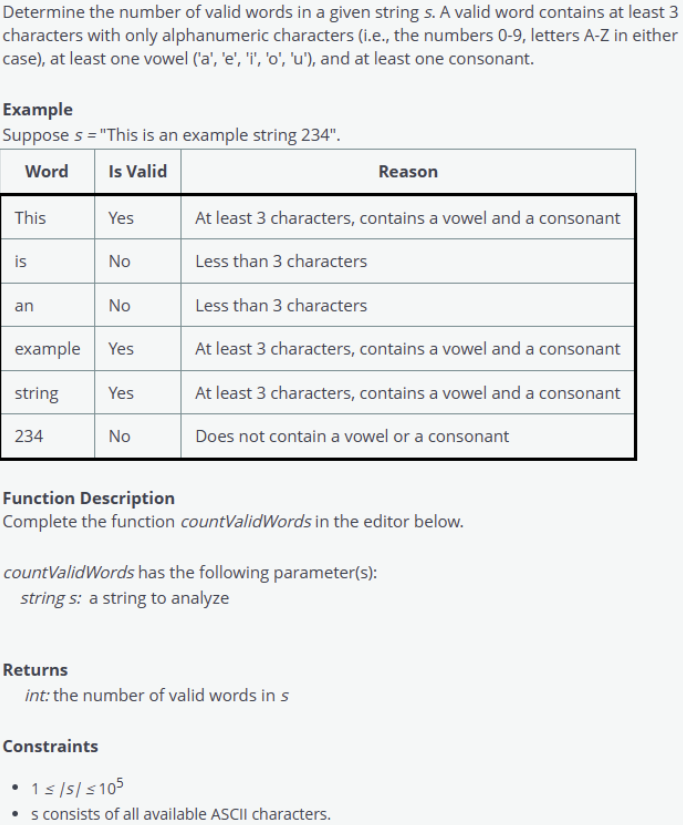 Determine the number of valid words in a given string s. A valid word contains at least 3
characters with only alphanumeric characters (i.e., the numbers 0-9, letters A-Z in either
case), at least one vowel ('a', 'e', 'i', 'o', 'u'), and at least one consonant.
Example
Suppose s = "This is an example string 234".
Word Is Valid Reason
This Yes At least 3 characters, contains a vowel and a consonant
is No Less than 3 characters
an No Less than 3 characters
example Yes At least 3 characters, contains a vowel and a consonant
string Yes At least 3 characters, contains a vowel and a consonant
234 No Does not contain a vowel or a consonant
Function Description
Complete the function countValidWords in the editor below.
countValidWords has the following parameter(s):
string s: a string to analyze
Returns
int: the number of valid words in s
Constraints
• 1 ≤ |s| ≤ 10⁵
• s consists of all available ASCII characters.